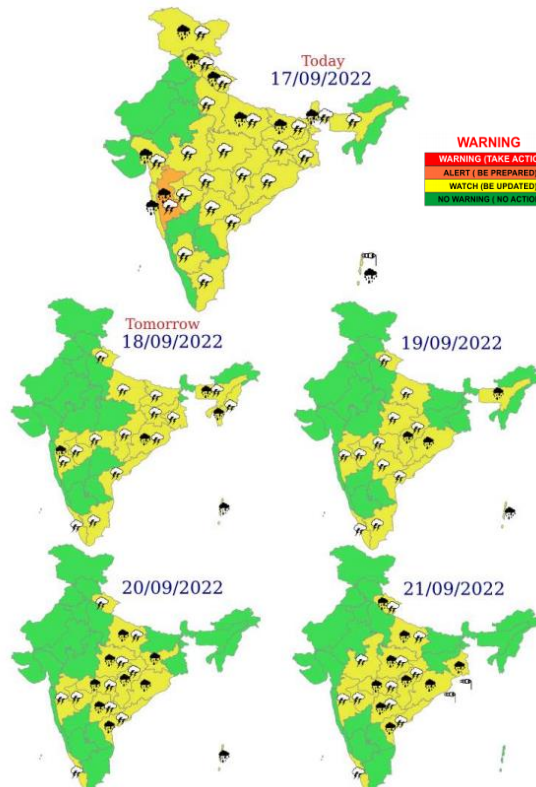 Today
17/09/2022
WARNING
WARNING (TAKE ACTIO
ALERT ( BE PREPARED)
WATCH (BE UPDATED)
NO WARNING ( NO ACTIO
Tomorrow
18/09/2022
19/09/2022
20/09/2022
21/09/2022